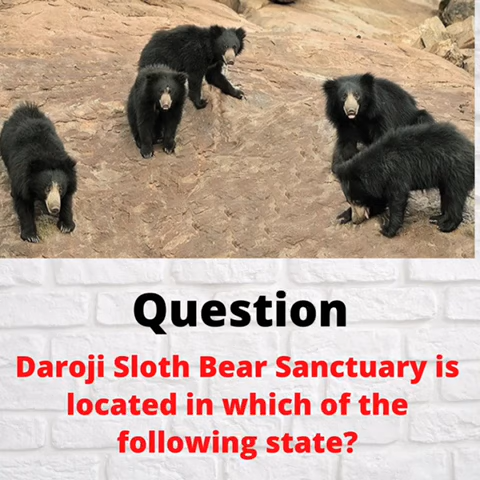 Question
Daroji Sloth Bear Sanctuary is
located in which of the
following state?